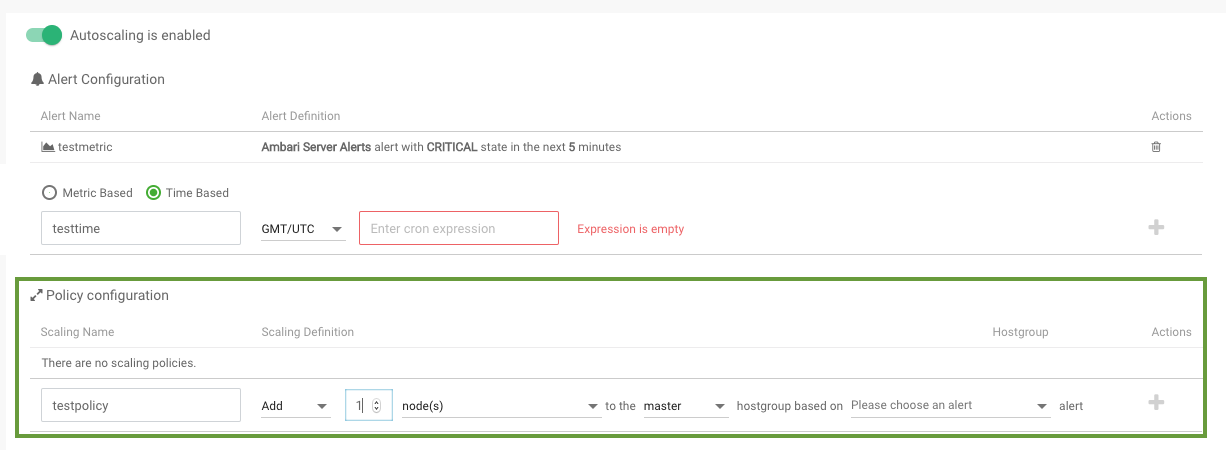 Autoscaling is enabled
Alert Configuration
Alert Name Alert Definition Actions
testmetric Ambari Server Alerts alert with CRITICAL state in the next 5 minutes
Metric Based Time Based
testtime GMT/UTC Enter cron expression Expression is empty
Policy configuration
Scaling Name Scaling Definition Hostgroup Actions
There are no scaling policies.
testpolicy Add 1 node(s) to the master hostgroup based on Please choose an alert alert